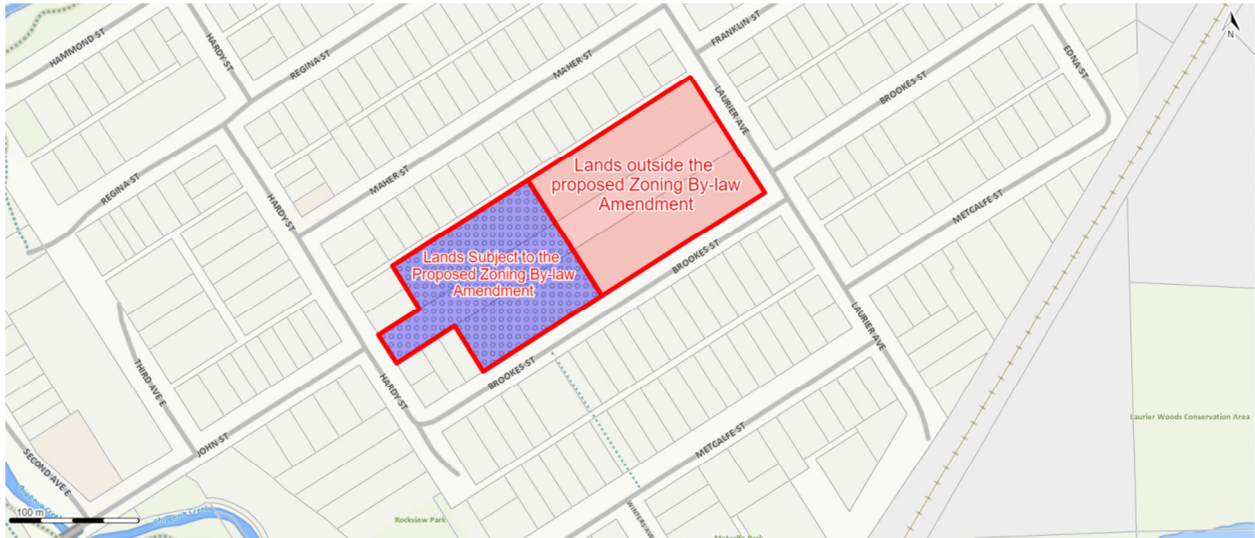 HAMMOND ST
HARDY ST
REGINA ST
MAHER ST
FRANKLIN ST
LAURIER AVE
BROOKES ST
EDNA ST
N
REGINA ST
MAHER ST
HARDY ST
Lands outside the
proposed Zoning By-law
Amendment
METCALFE ST
BROOKES ST
Lands Subject to the
Proposed Zoning By-law
Amendment
LAURIER AVE
THIRD AVE E
HARDY ST
BROOKES ST
JOHN ST
METCALFE ST
Laurier Woods Conservation Area
SECOND AVE E
100 m
Rockview Park